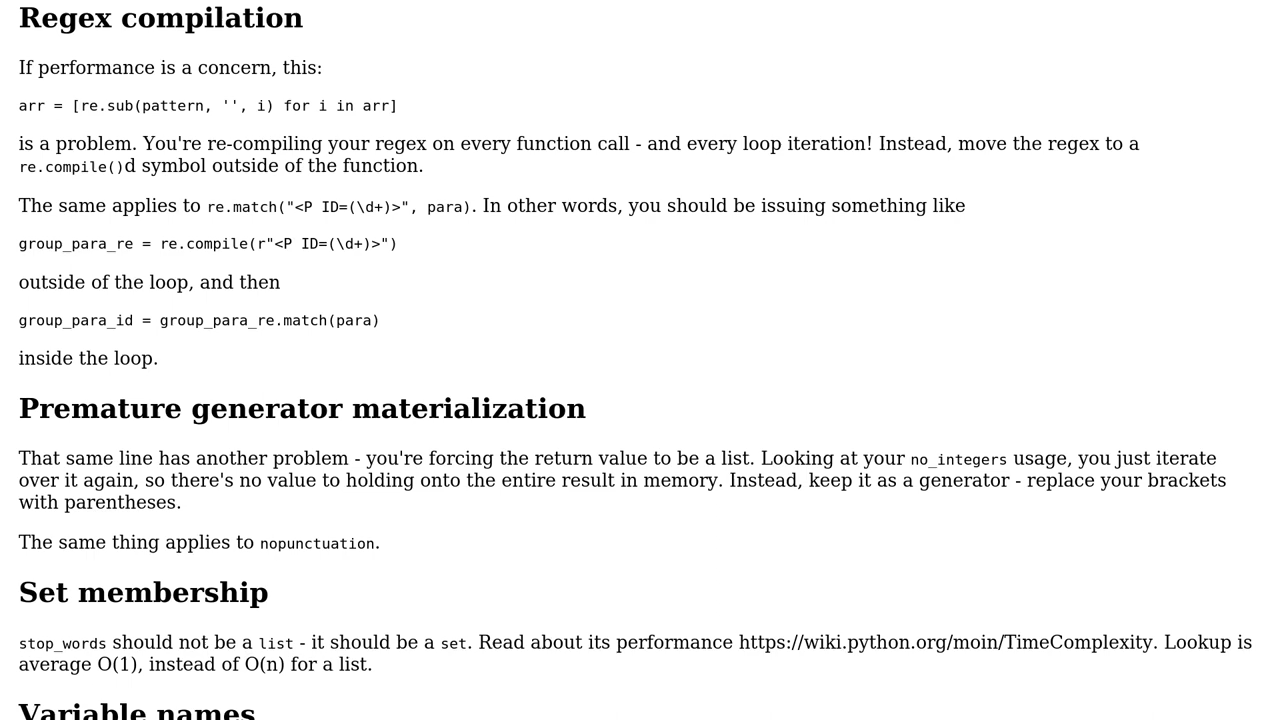 Regex compilation
If performance is a concern, this:
arr = [re.sub(pattern, '', i) for i in arr]
is a problem. You're re-compiling your regex on every function call - and every loop iteration! Instead, move the regex to a
re.compile()d symbol outside of the function.
The same applies to re.match("<P ID=(\d+)>", para). In other words, you should be issuing something like
group_para_re = re.compile(r"<P ID=(\d+)>")
outside of the loop, and then
group_para_id = group_para_re.match(para)
inside the loop.
Premature generator materialization
That same line has another problem - you're forcing the return value to be a list. Looking at your no_integers usage, you just iterate
over it again, so there's no value to holding onto the entire result in memory. Instead, keep it as a generator - replace your brackets
with parentheses.
The same thing applies to nopunctuation.
Set membership
stop_words should not be a list - it should be a set. Read about its performance https://wiki.python.org/moin/TimeComplexity. Lookup is
average O(1), instead of O(n) for a list.
Variable names